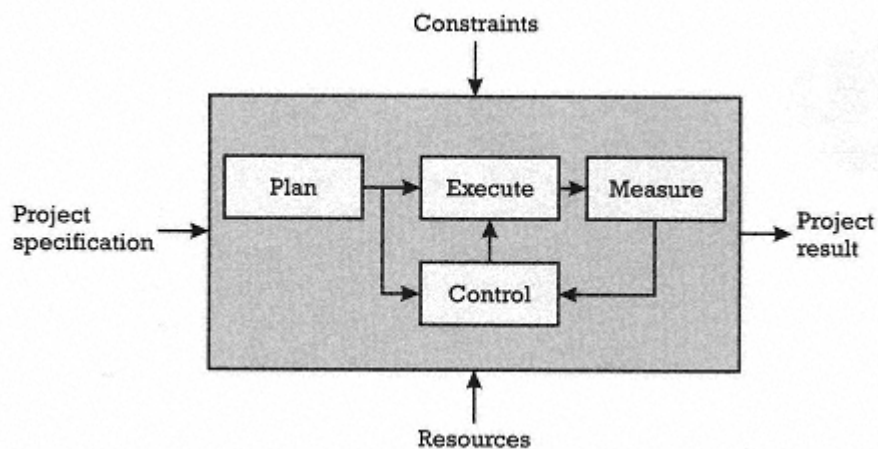 Constraints
Plan
Execute
Measure
Project
specification
Project
result
Control
Resources